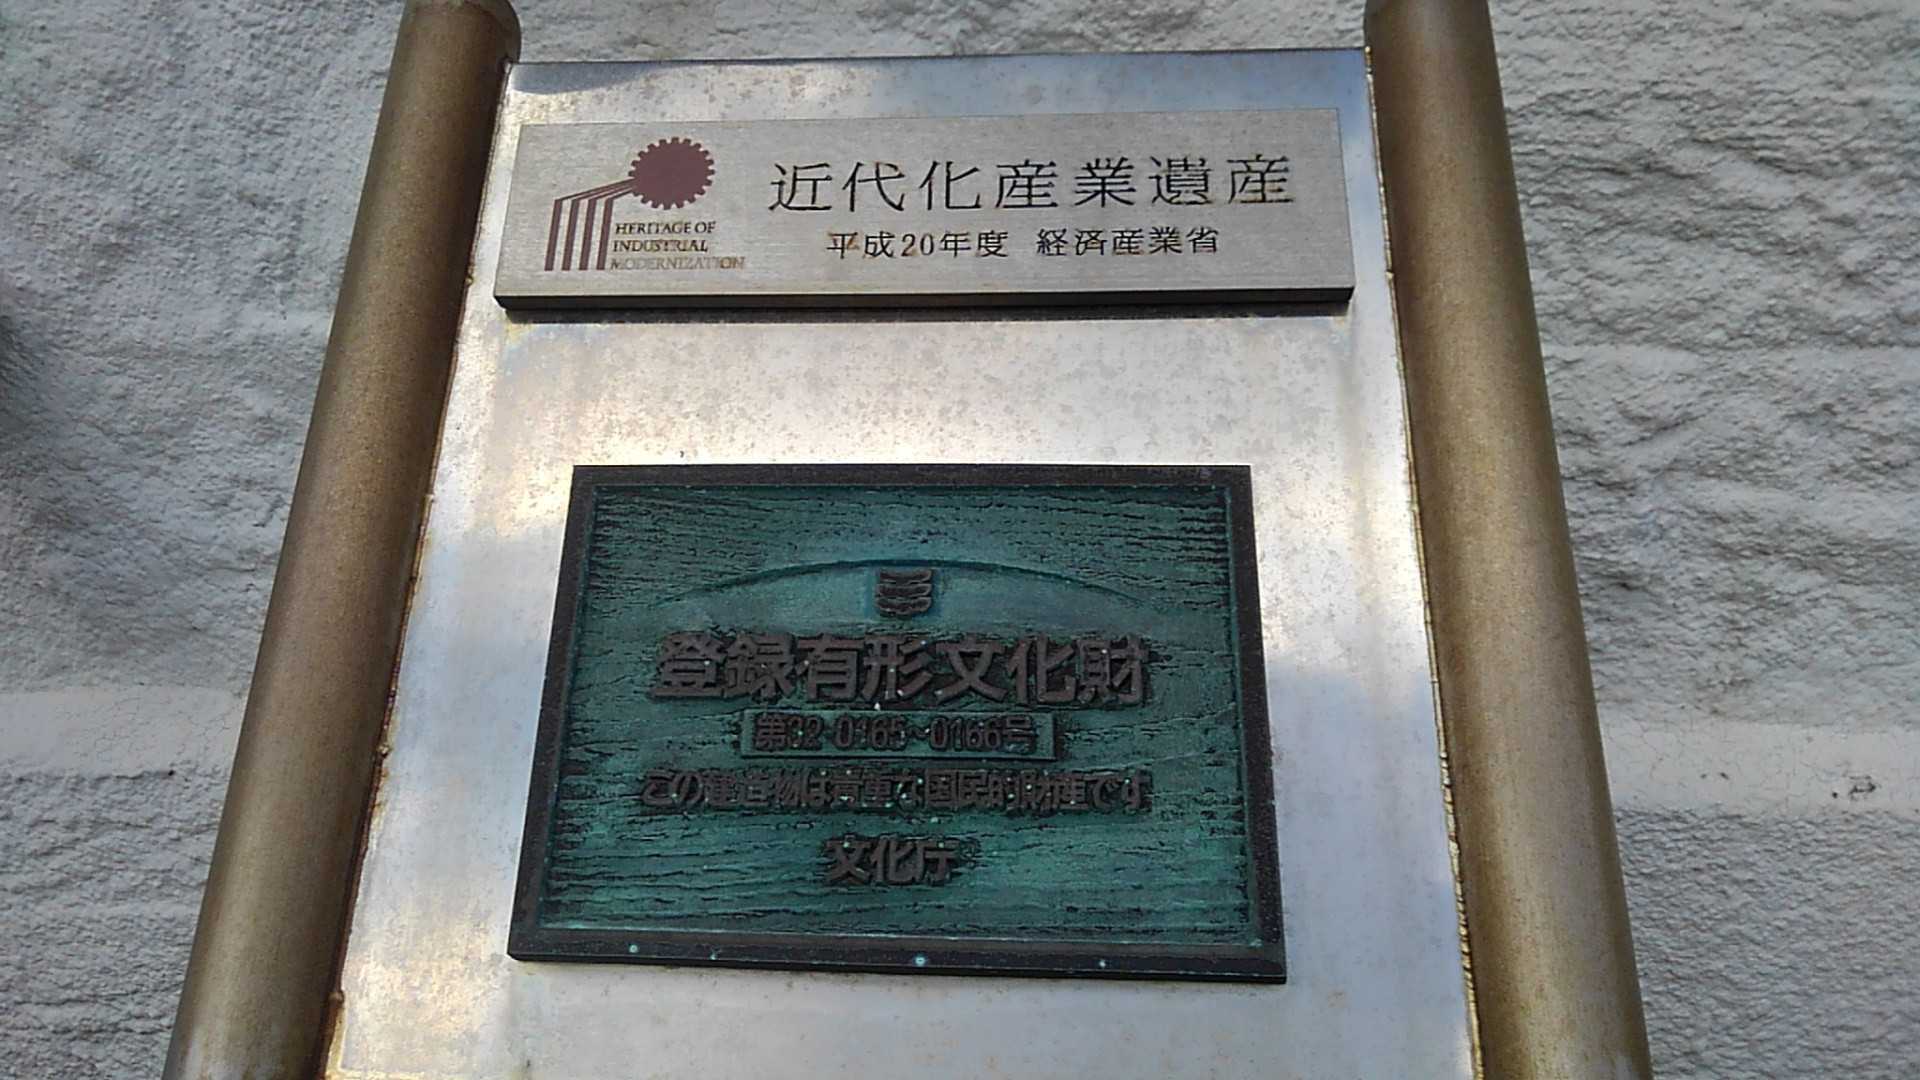 HERITAGE OF
INDUSTRIAL
MODERNIZATION
近代化産業遺産
平成20年度 経済産業省
登録有形文化財
第32-0165~0166号
この建造物は貴重な国民的財産です
文化庁